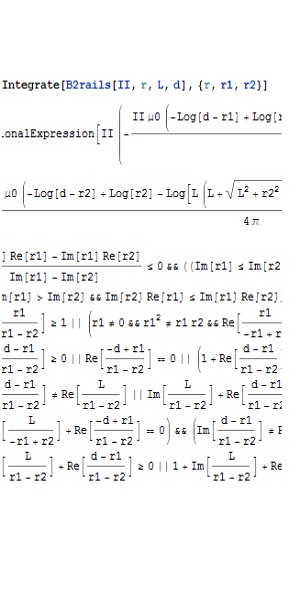 Integrate[B2rails[II, r, L, d], {r, r1, r2}]
.onalExpression[II (- II μ0 (-Log[d - r1] + Log[r
μ0 (-Log[d - r2] + Log[r2] - Log[L (L + √L² + r2²
4 π
] Re[r1] - Im[r1] Re[r2] / Im[r1] - Im[r2] ≤ 0 && ((Im[r1] ≤ Im[r2
n[r1] > Im[r2] && Im[r2] Re[r1] ≤ Im[r1] Re[r2]
r1 / r1 - r2] ≥ 1 || (r1 ≠ 0 && r1² ≠ r1 r2 && Re[r1 / -r1 + r
d - r1 / r1 - r2] ≥ 0 || Re[-d + r1 / r1 - r2] == 0 || (1 + Re[d - r1 / r1 - r2
d - r1 / r1 - r2] ≠ Re[L / r1 - r2] || Im[L / r1 - r2] + Re[d - r1 / r1 - r2
[L / -r1 + r2] + Re[-d + r1 / r1 - r2] == 0) && (Im[d - r1 / r1 - r2] ≠ F
[L / r1 - r2] + Re[d - r1 / r1 - r2] ≥ 0 || 1 + Im[L / r1 - r2] + Re